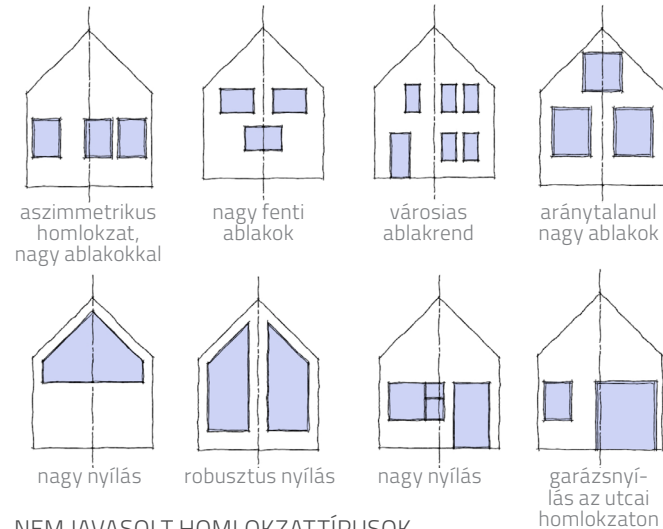 aszimmetrikus
homlokzat,
nagy ablakokkal
nagy fenti
ablakok
városias
ablakrend
aránytalanul
nagy ablakok
nagy nyílás
robusztus nyílás
nagy nyílás
garázsnyí-
lás az utcai
homlokzaton
NEM JAVASOLT HOMLOKZATTÍPUSOK